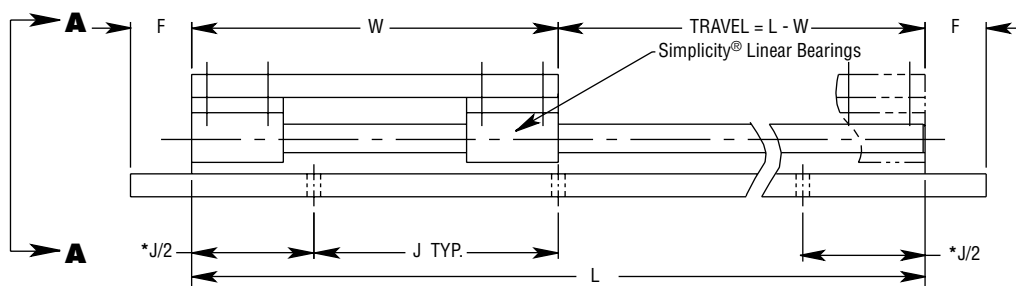 A
F
W
TRAVEL = L - W
F
Simplicity® Linear Bearings
A
*J/2
J TYP.
*J/2
L